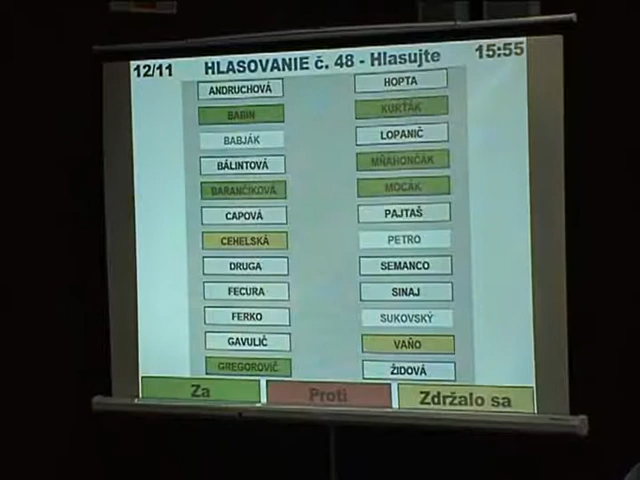 12/11 HLASOVANIE č. 48 - Hlasujte 15:55
ANDRUCHOVÁ
BABIN
BABJÁK
BÁLINTOVÁ
BARANČÍKOVÁ
CAPOVÁ
CEHELSKÁ
DRUGA
FECURA
FERKO
GAVULIČ
GREGOROVIČ
HOPTA
KURTÁK
LOPANIČ
MŇAHONČÁK
MOCÁK
PAJTAŠ
PETRO
SEMANCO
SINAJ
SUKOVSKÝ
VAŇO
ŽIDOVÁ
Za Proti Zdržalo sa